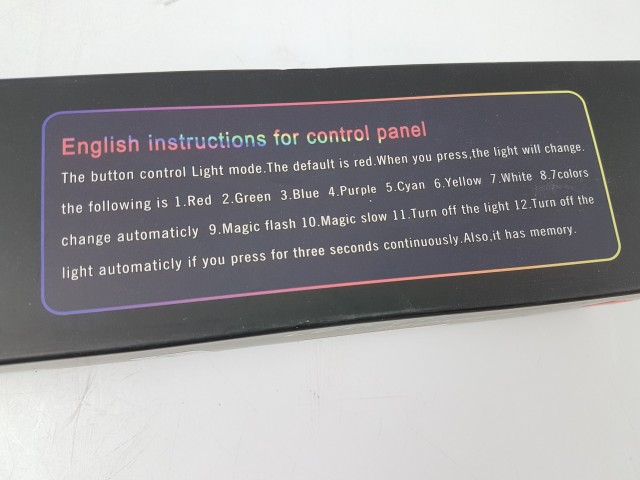 English instructions for control panel
The button control Light mode.The default is red.When you press,the light will change.
the following is 1.Red 2.Green 3.Blue 4.Purple 5.Cyan 6.Yellow 7.White 8.7colors
change automaticly 9.Magic flash 10.Magic slow 11.Turn off the light 12.Turn off the
light automaticly if you press for three seconds continuously.Also,it has memory.